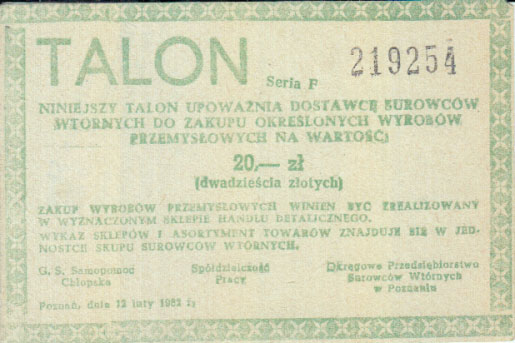 TALON
Seria F 219254
NINIEJSZY TALON UPOWAŻNIA DOSTAWCĘ SUROWCÓW
WTÓRNYCH DO ZAKUPU OKREŚLONYCH WYROBÓW
PRZEMYSŁOWYCH NA WARTOŚĆ:
20,— zł
(dwadzieścia złotych)
ZAKUP WYROBÓW PRZEMYSŁOWYCH WINIEN BYĆ ZREALIZOWANY
W WYZNACZONYM SKLEPIE HANDLU DETALICZNEGO.
WYKAZ SKLEPÓW I ASORTYMENT TOWARÓW ZNAJDUJE SIĘ W JED-
NOSTCE SKUPU SUROWCÓW WTÓRNYCH.
G. S. Samopomoc Spółdzielczość Okręgowe Przedsiębiorstwo
Chłopska Pracy Surowców Wtórnych
w Poznaniu
Poznań, dnia 12 luty 1982 r.